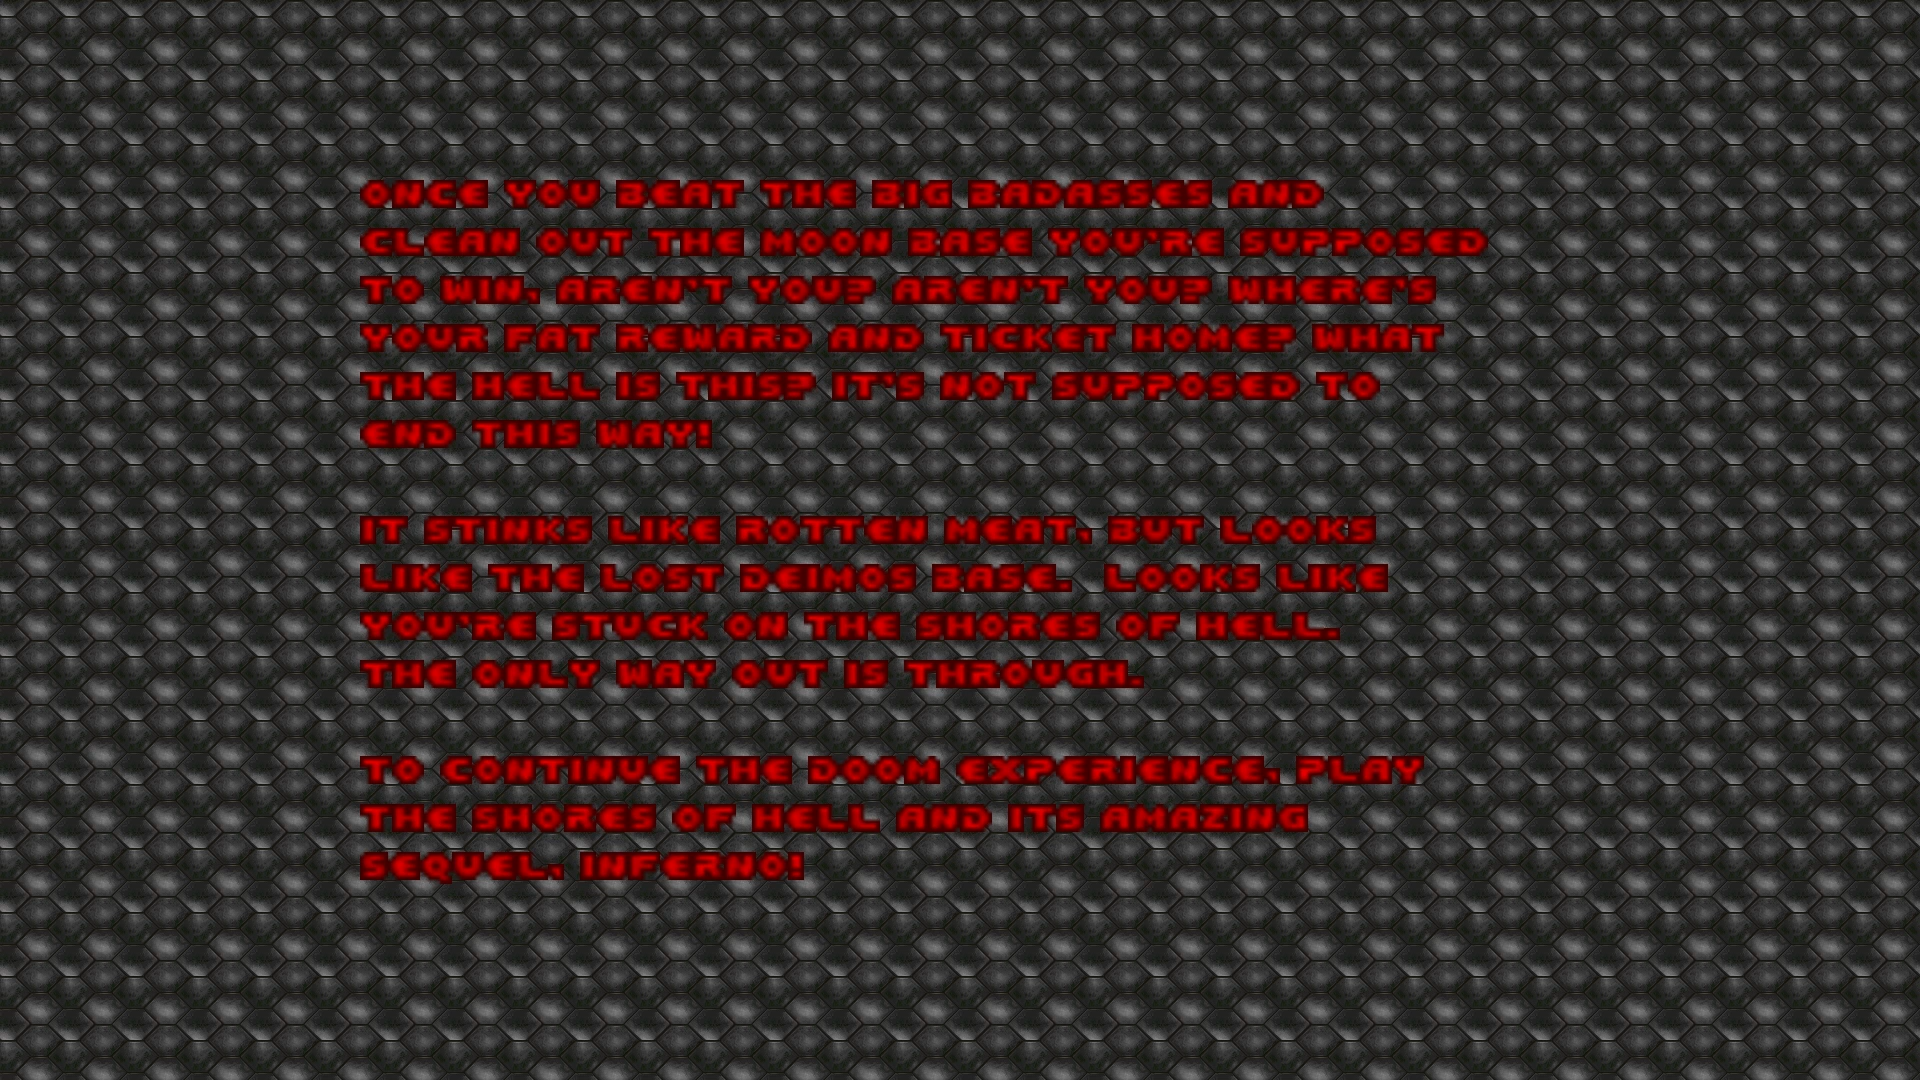 ONCE YOU BEAT THE BIG BADASSES AND
CLEAN OUT THE MOON BASE YOU'RE SUPPOSED
TO WIN, AREN'T YOU? AREN'T YOU? WHERE'S
YOUR FAT REWARD AND TICKET HOME? WHAT
THE HELL IS THIS? IT'S NOT SUPPOSED TO
END THIS WAY!
IT STINKS LIKE ROTTEN MEAT, BUT LOOKS
LIKE THE LOST DEIMOS BASE.  LOOKS LIKE
YOU'RE STUCK ON THE SHORES OF HELL.
THE ONLY WAY OUT IS THROUGH.
TO CONTINUE THE DOOM EXPERIENCE, PLAY
THE SHORES OF HELL AND ITS AMAZING
SEQUEL, INFERNO!